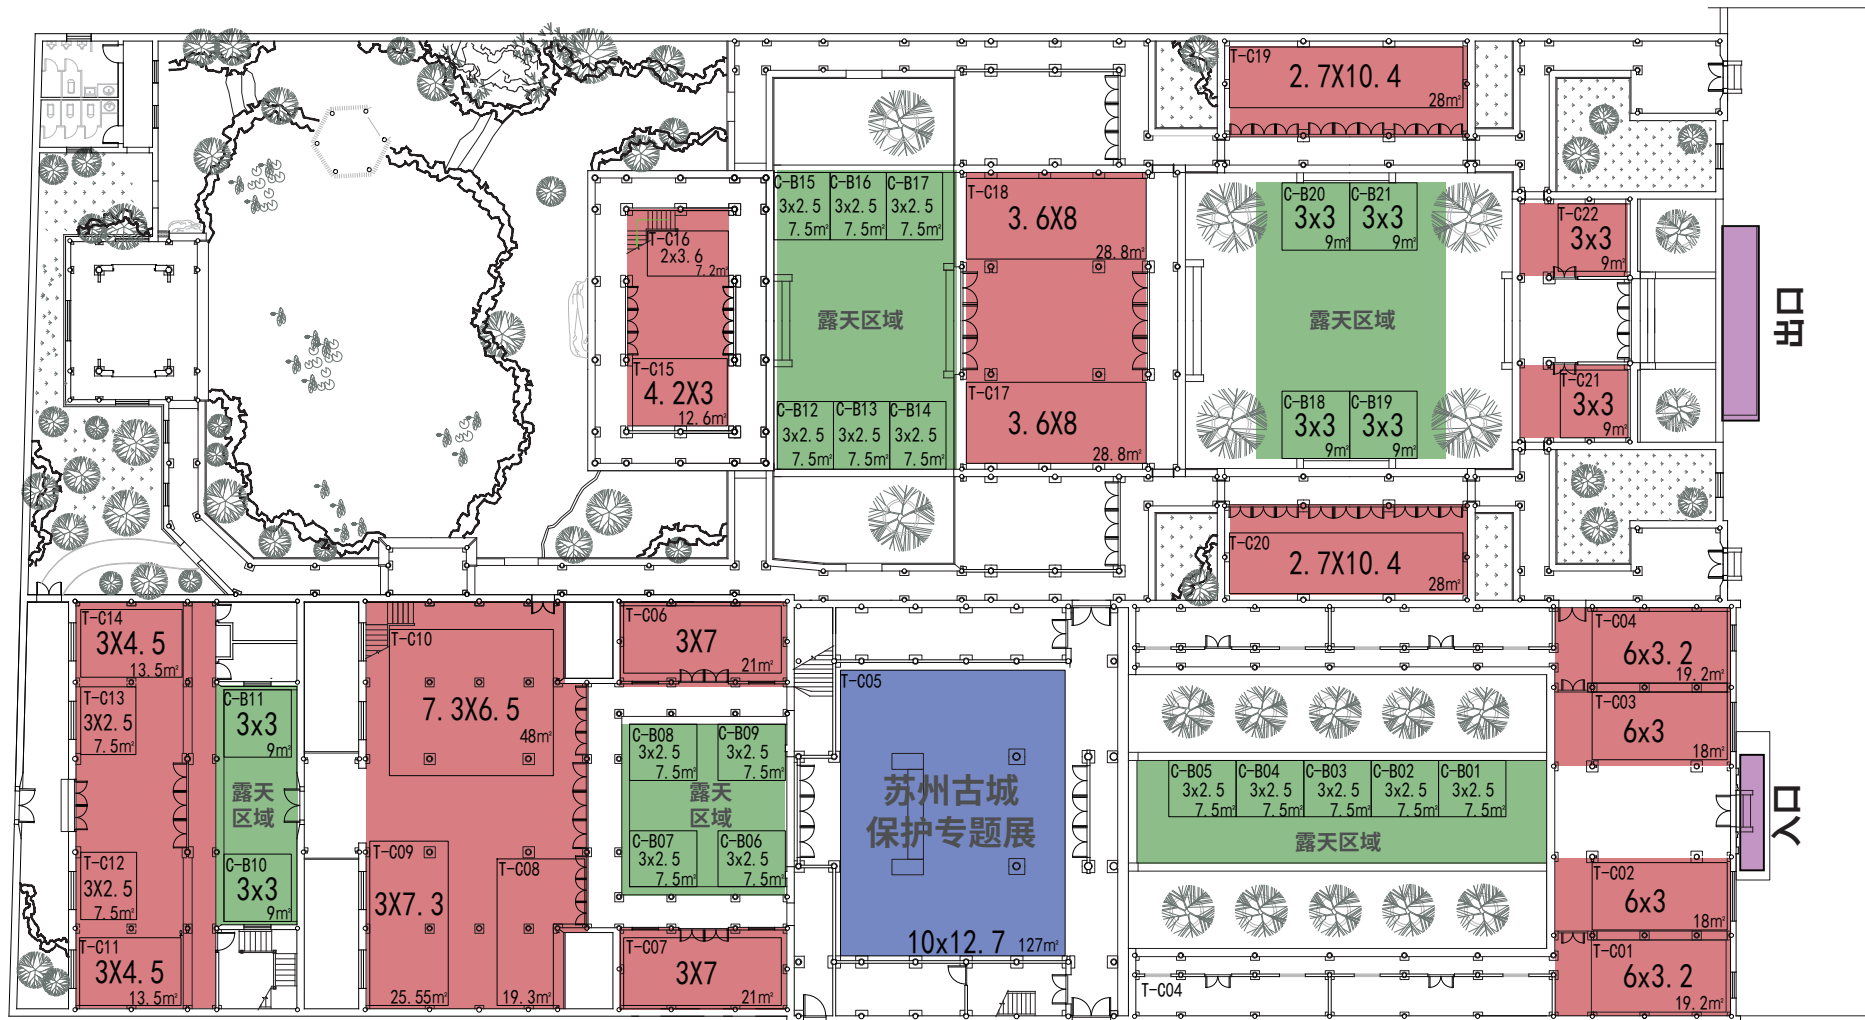 T-C19
2.7X10.4
28㎡
C-B15
3x2.5
7.5㎡
C-B16
3x2.5
7.5㎡
C-B17
3x2.5
7.5㎡
T-C18
3.6X8
28.8㎡
C-B20
3x3
9㎡
C-B21
3x3
9㎡
T-C22
3x3
9㎡
T-C16
2x3.6
7.2㎡
露天区域
露天区域
出口
T-C15
4.2X3
12.6㎡
C-B12
3x2.5
7.5㎡
C-B13
3x2.5
7.5㎡
C-B14
3x2.5
7.5㎡
T-C17
3.6X8
28.8㎡
C-B18
3x3
9㎡
C-B19
3x3
9㎡
T-C21
3x3
9㎡
T-C20
2.7X10.4
28㎡
T-C14
3X4.5
13.5㎡
T-C10
7.3X6.5
48㎡
T-C06
3X7
21㎡
T-C04
6x3.2
19.2㎡
T-C13
3X2.5
7.5㎡
C-B11
3x3
9㎡
C-B08
3x2.5
7.5㎡
C-B09
3x2.5
7.5㎡
T-C05
苏州古城
保护专题展
10x12.7 127㎡
T-C03
6x3
18㎡
露天
区域
露天
区域
C-B05
3x2.5
7.5㎡
C-B04
3x2.5
7.5㎡
C-B03
3x2.5
7.5㎡
C-B02
3x2.5
7.5㎡
C-B01
3x2.5
7.5㎡
露天区域
入口
T-C12
3X2.5
7.5㎡
C-B10
3x3
9㎡
T-C09
3X7.3
25.55㎡
T-C08
19.3㎡
C-B07
3x2.5
7.5㎡
C-B06
3x2.5
7.5㎡
T-C02
6x3
18㎡
T-C11
3X4.5
13.5㎡
T-C07
3X7
21㎡
T-C04
T-C01
6x3.2
19.2㎡